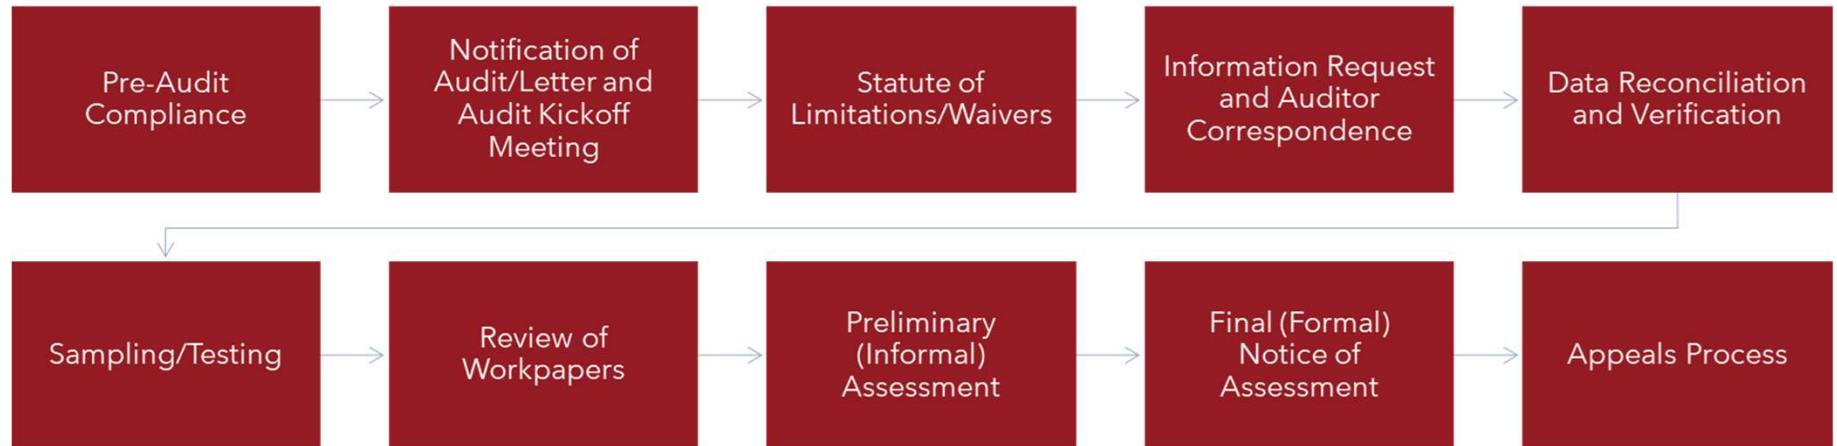 Pre-Audit
Compliance
Notification of
Audit/Letter and
Audit Kickoff
Meeting
Statute of
Limitations/Waivers
Information Request
and Auditor
Correspondence
Data Reconciliation
and Verification
Sampling/Testing
Review of
Workpapers
Preliminary
(Informal)
Assessment
Final (Formal)
Notice of
Assessment
Appeals Process